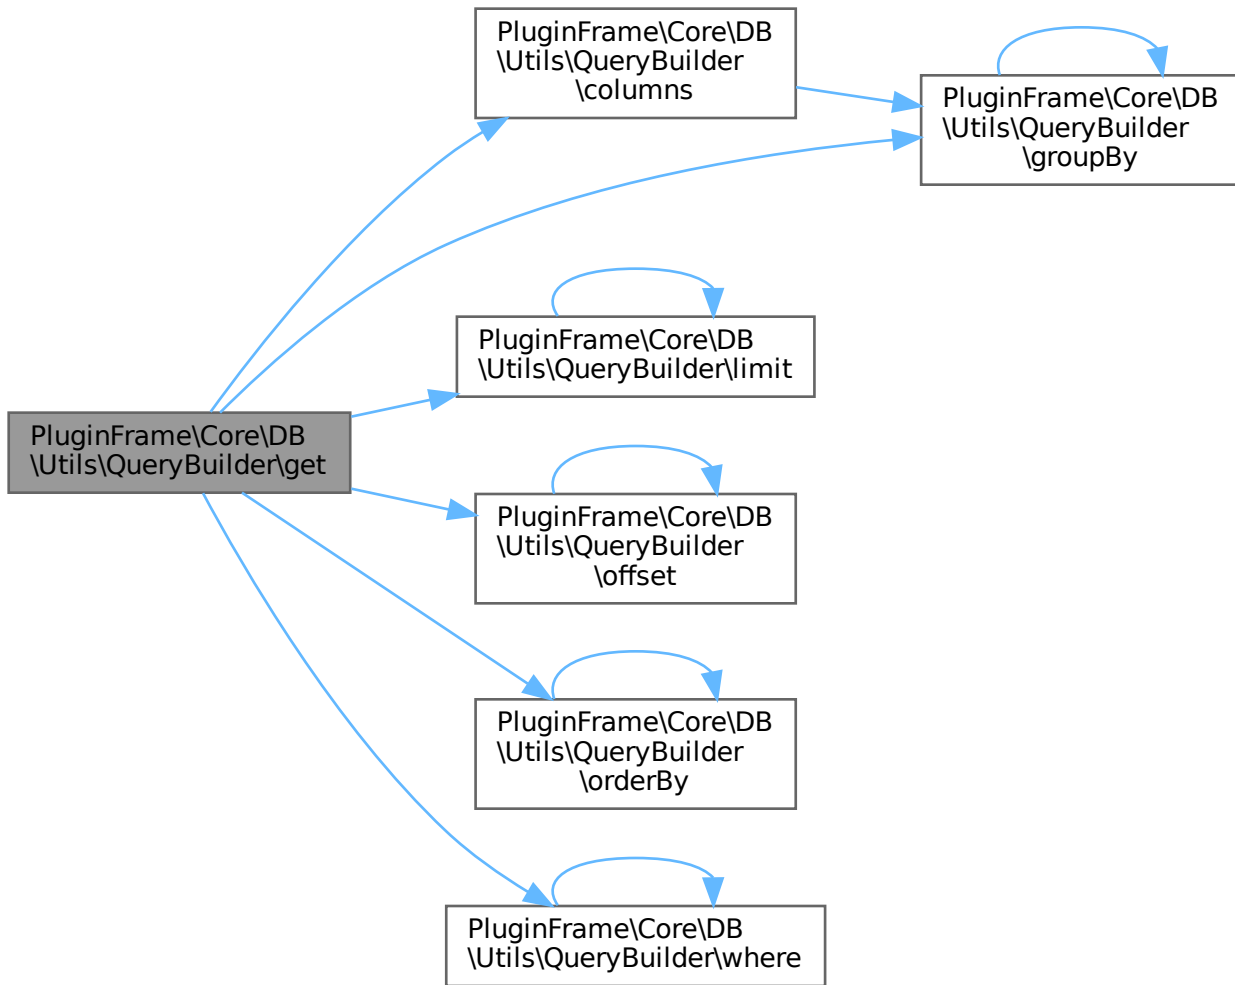 PluginFrame\Core\DB
\Utils\QueryBuilder
\columns
PluginFrame\Core\DB
\Utils\QueryBuilder
\groupBy
PluginFrame\Core\DB
\Utils\QueryBuilder\limit
PluginFrame\Core\DB
\Utils\QueryBuilder\get
PluginFrame\Core\DB
\Utils\QueryBuilder
\offset
PluginFrame\Core\DB
\Utils\QueryBuilder
\orderBy
PluginFrame\Core\DB
\Utils\QueryBuilder\where